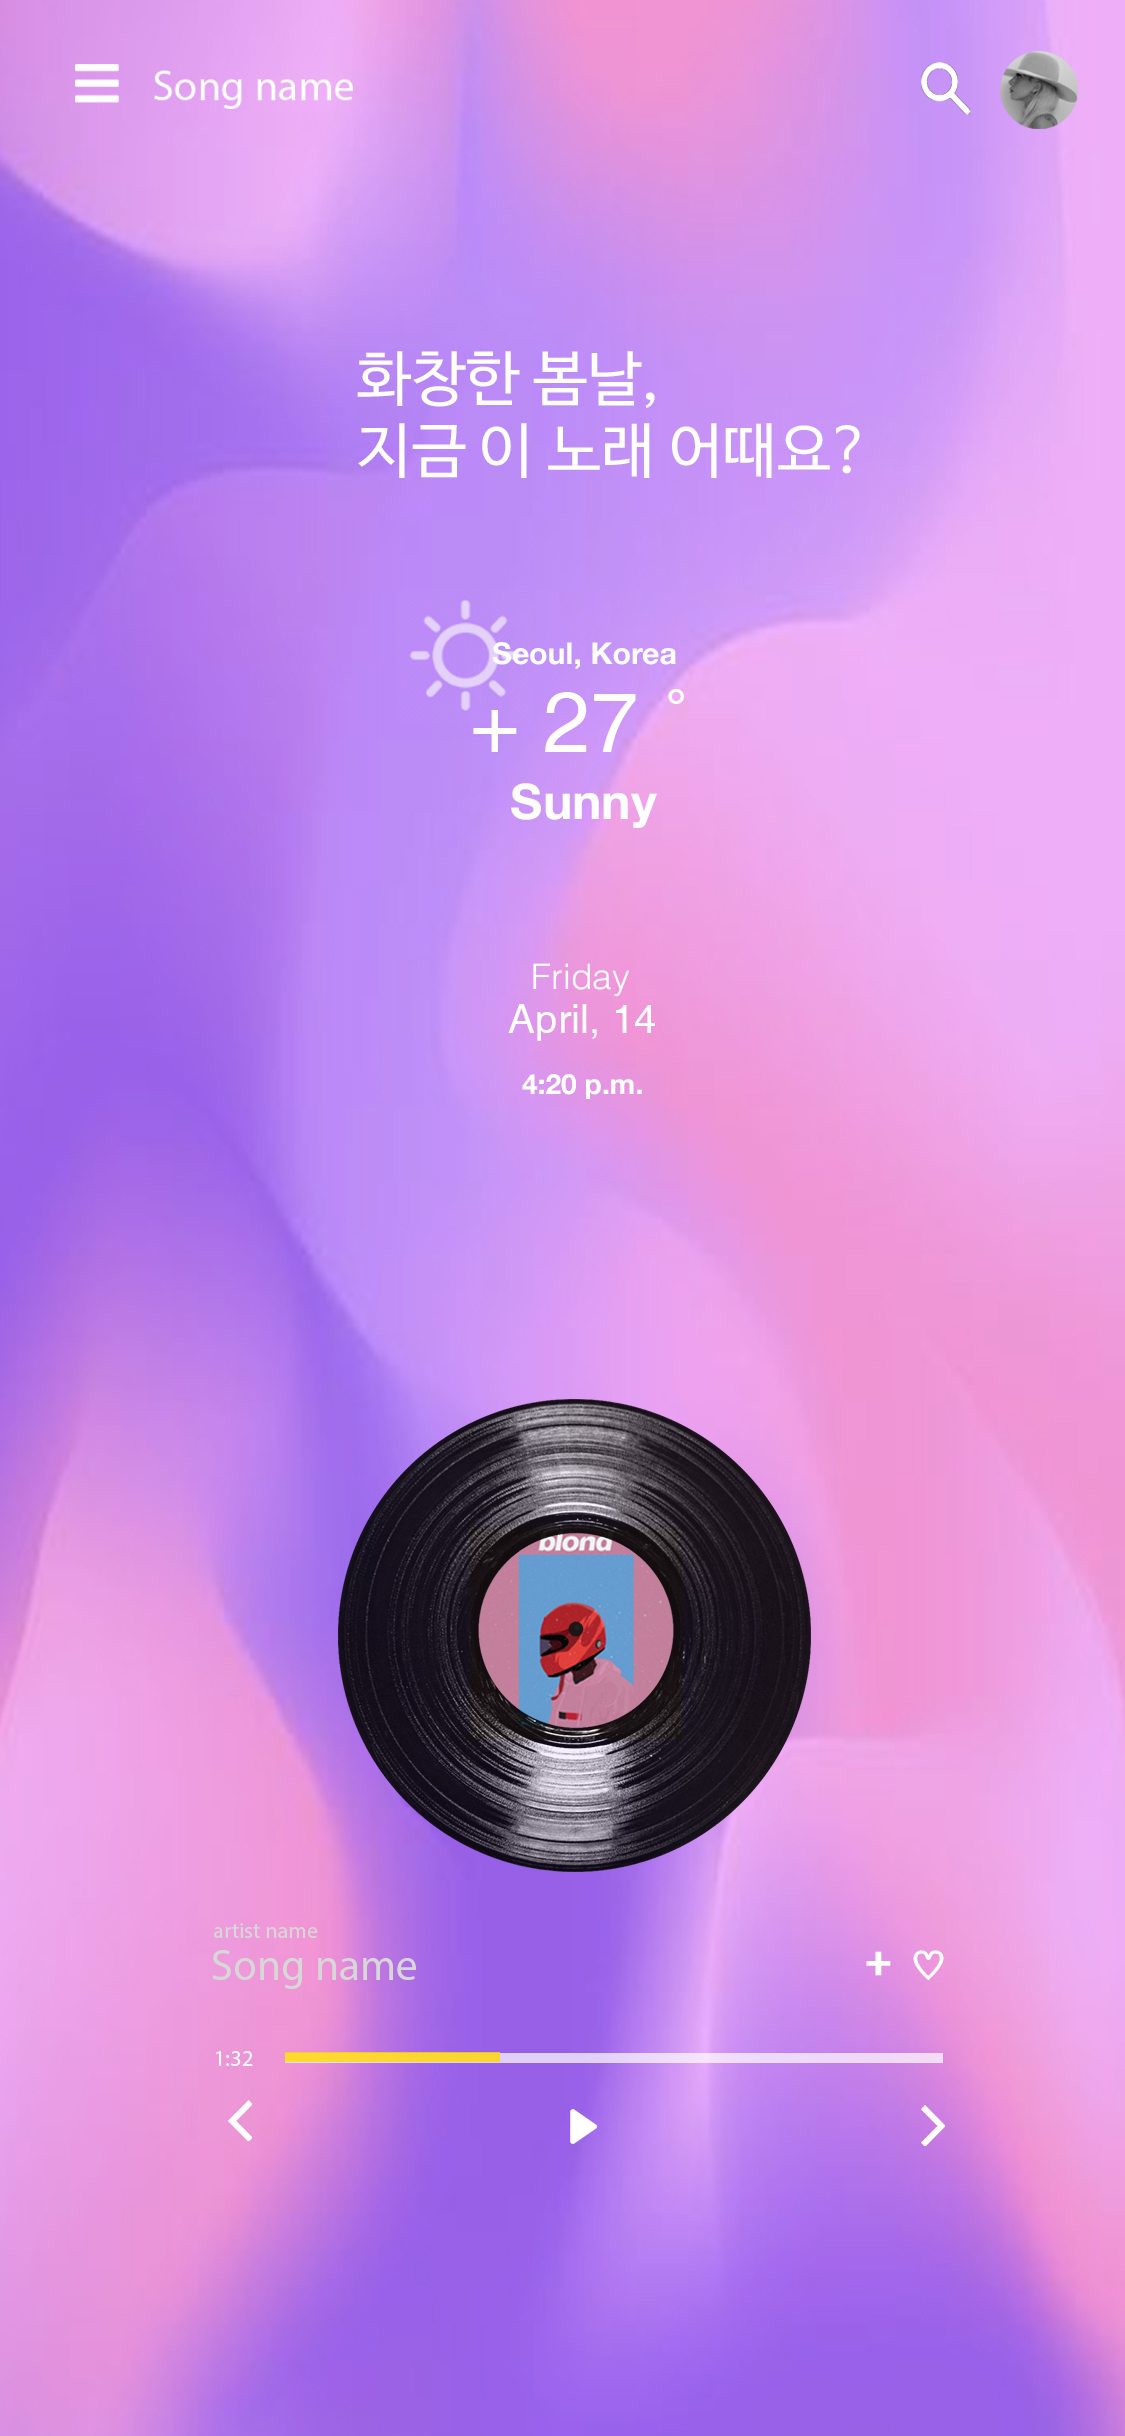 Song name
화창한 봄날,
지금 이 노래 어때요?
Seoul, Korea
+ 27 °
Sunny
Friday
April, 14
4:20 p.m.
blond
artist name
Song name
1:32